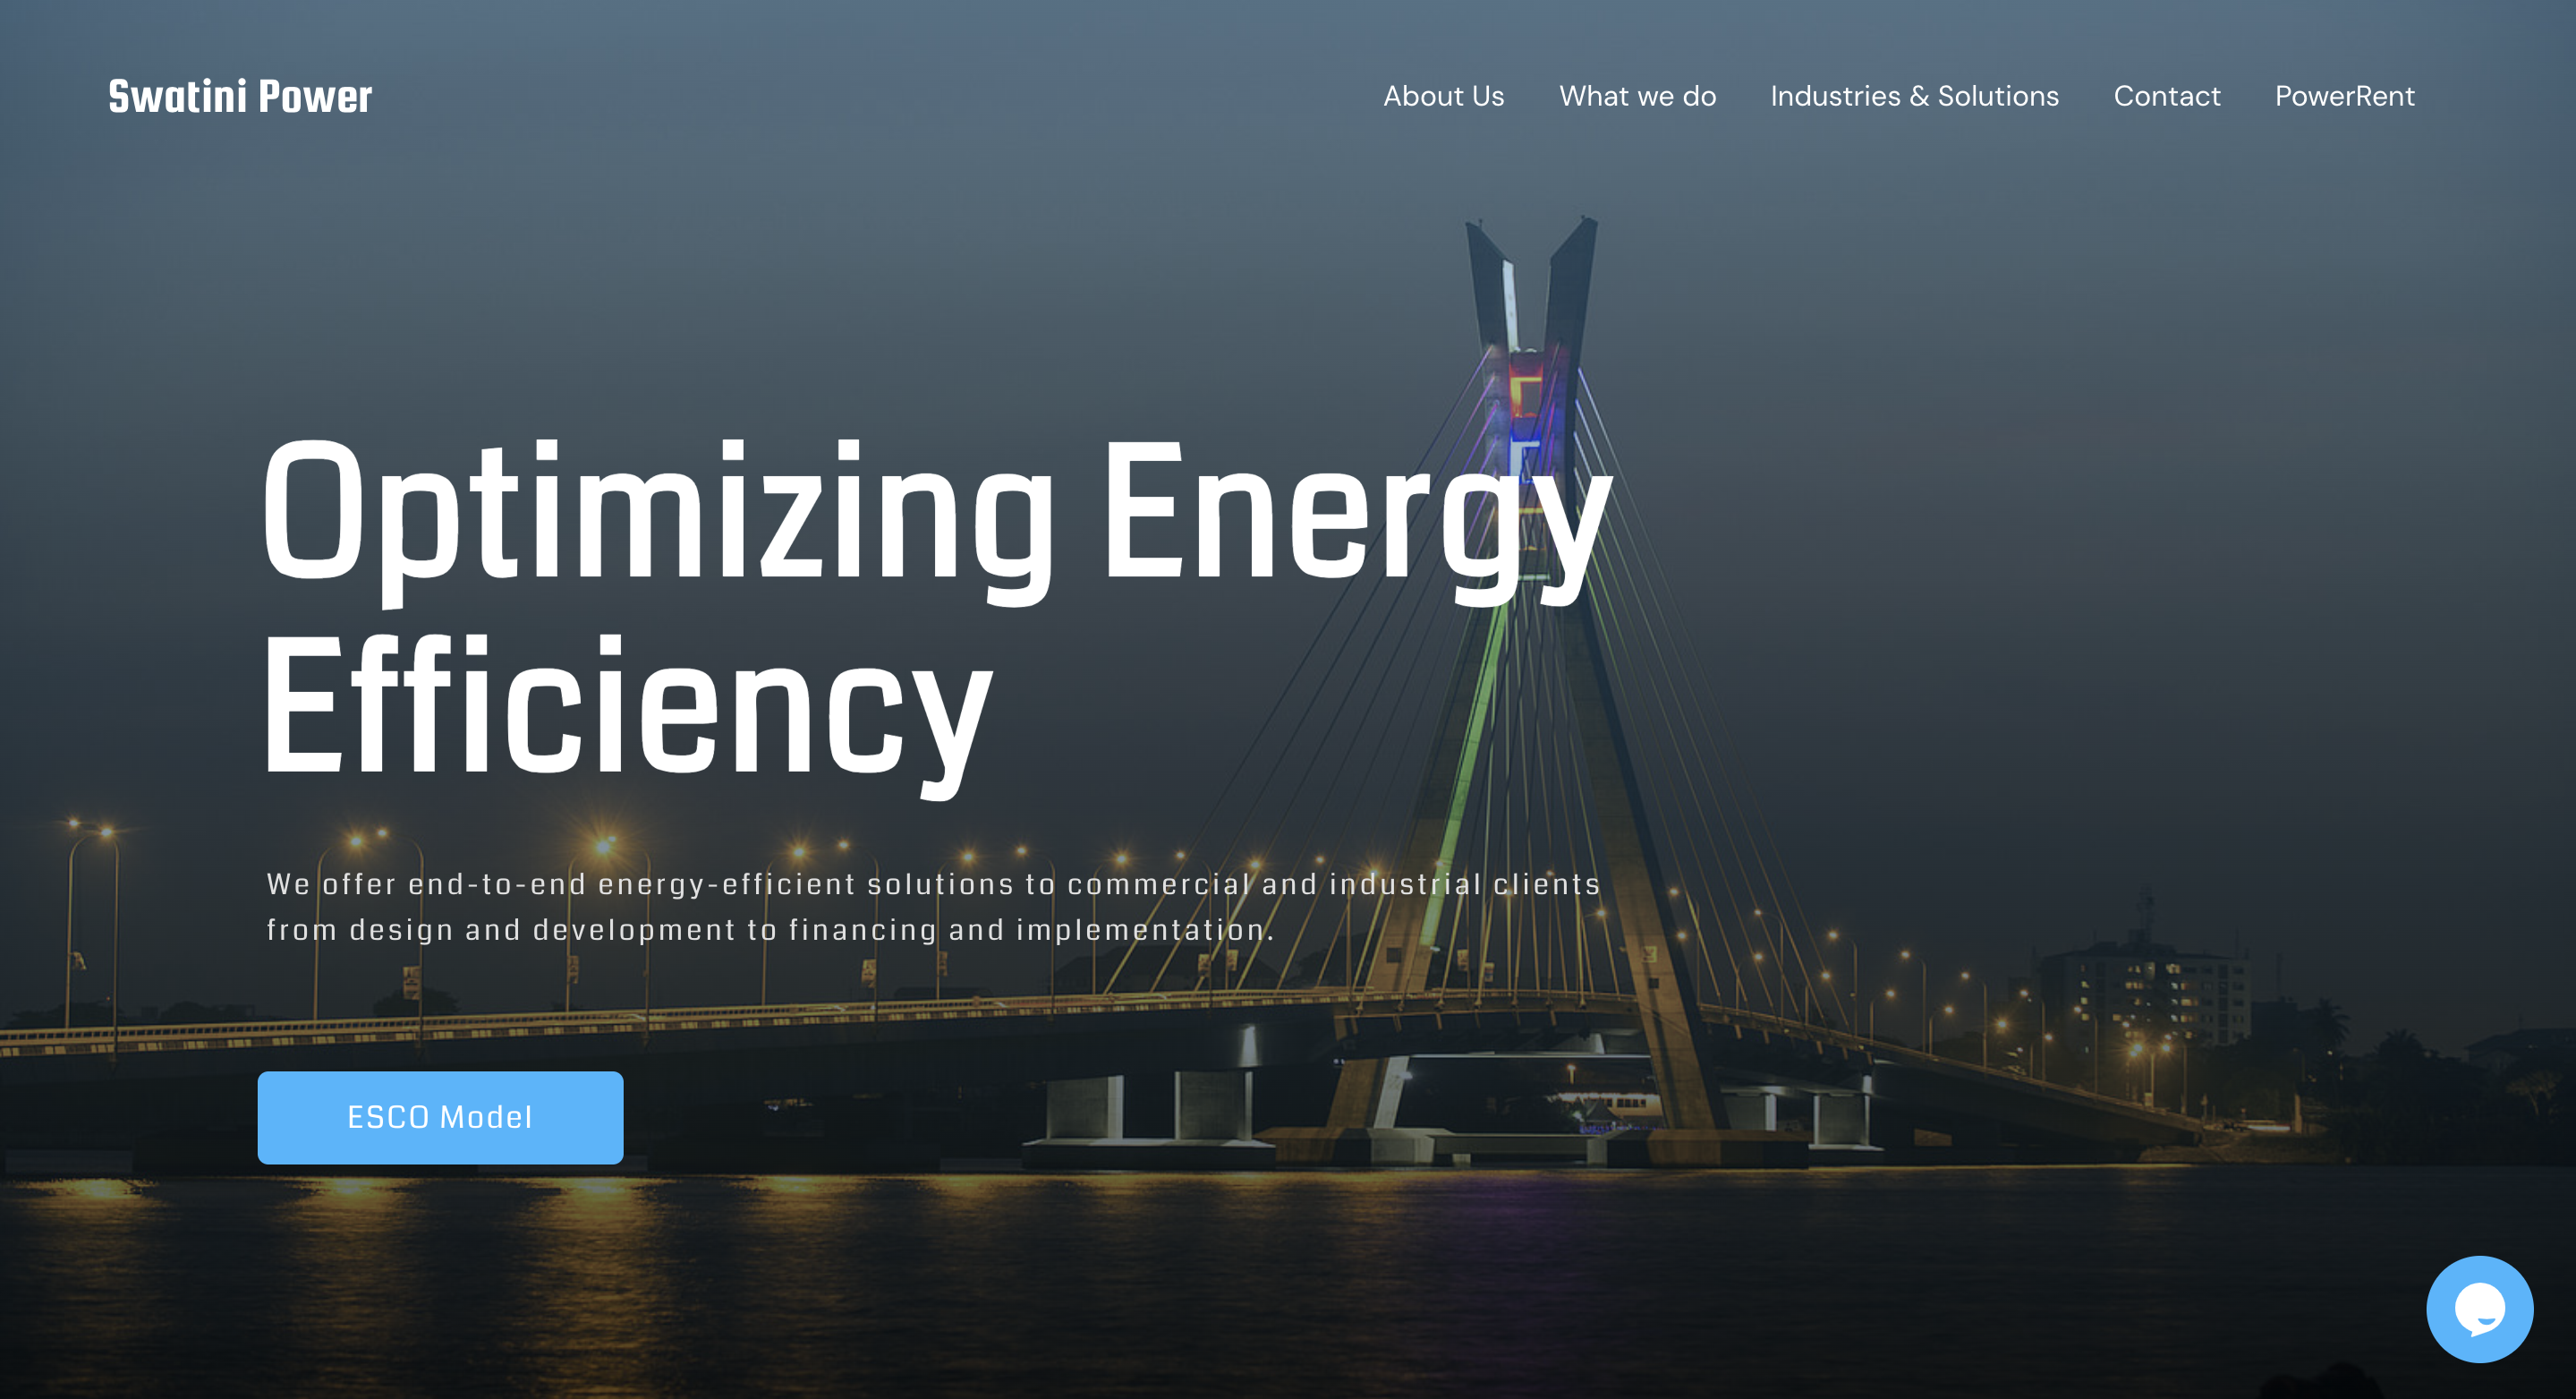 Swatini Power
About Us What we do Industries & Solutions Contact PowerRent
Optimizing Energy
Efficiency
We offer end-to-end energy-efficient solutions to commercial and industrial clients
from design and development to financing and implementation.
ESCO Model